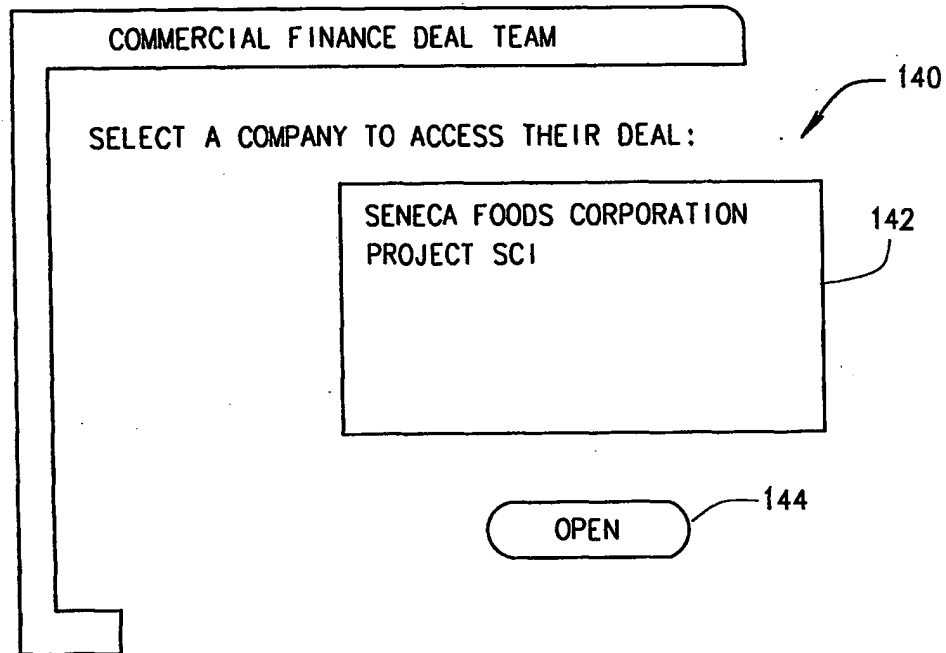 COMMERCIAL FINANCE DEAL TEAM
140
SELECT A COMPANY TO ACCESS THEIR DEAL:
SENECA FOODS CORPORATION
PROJECT SCI
142
OPEN
144